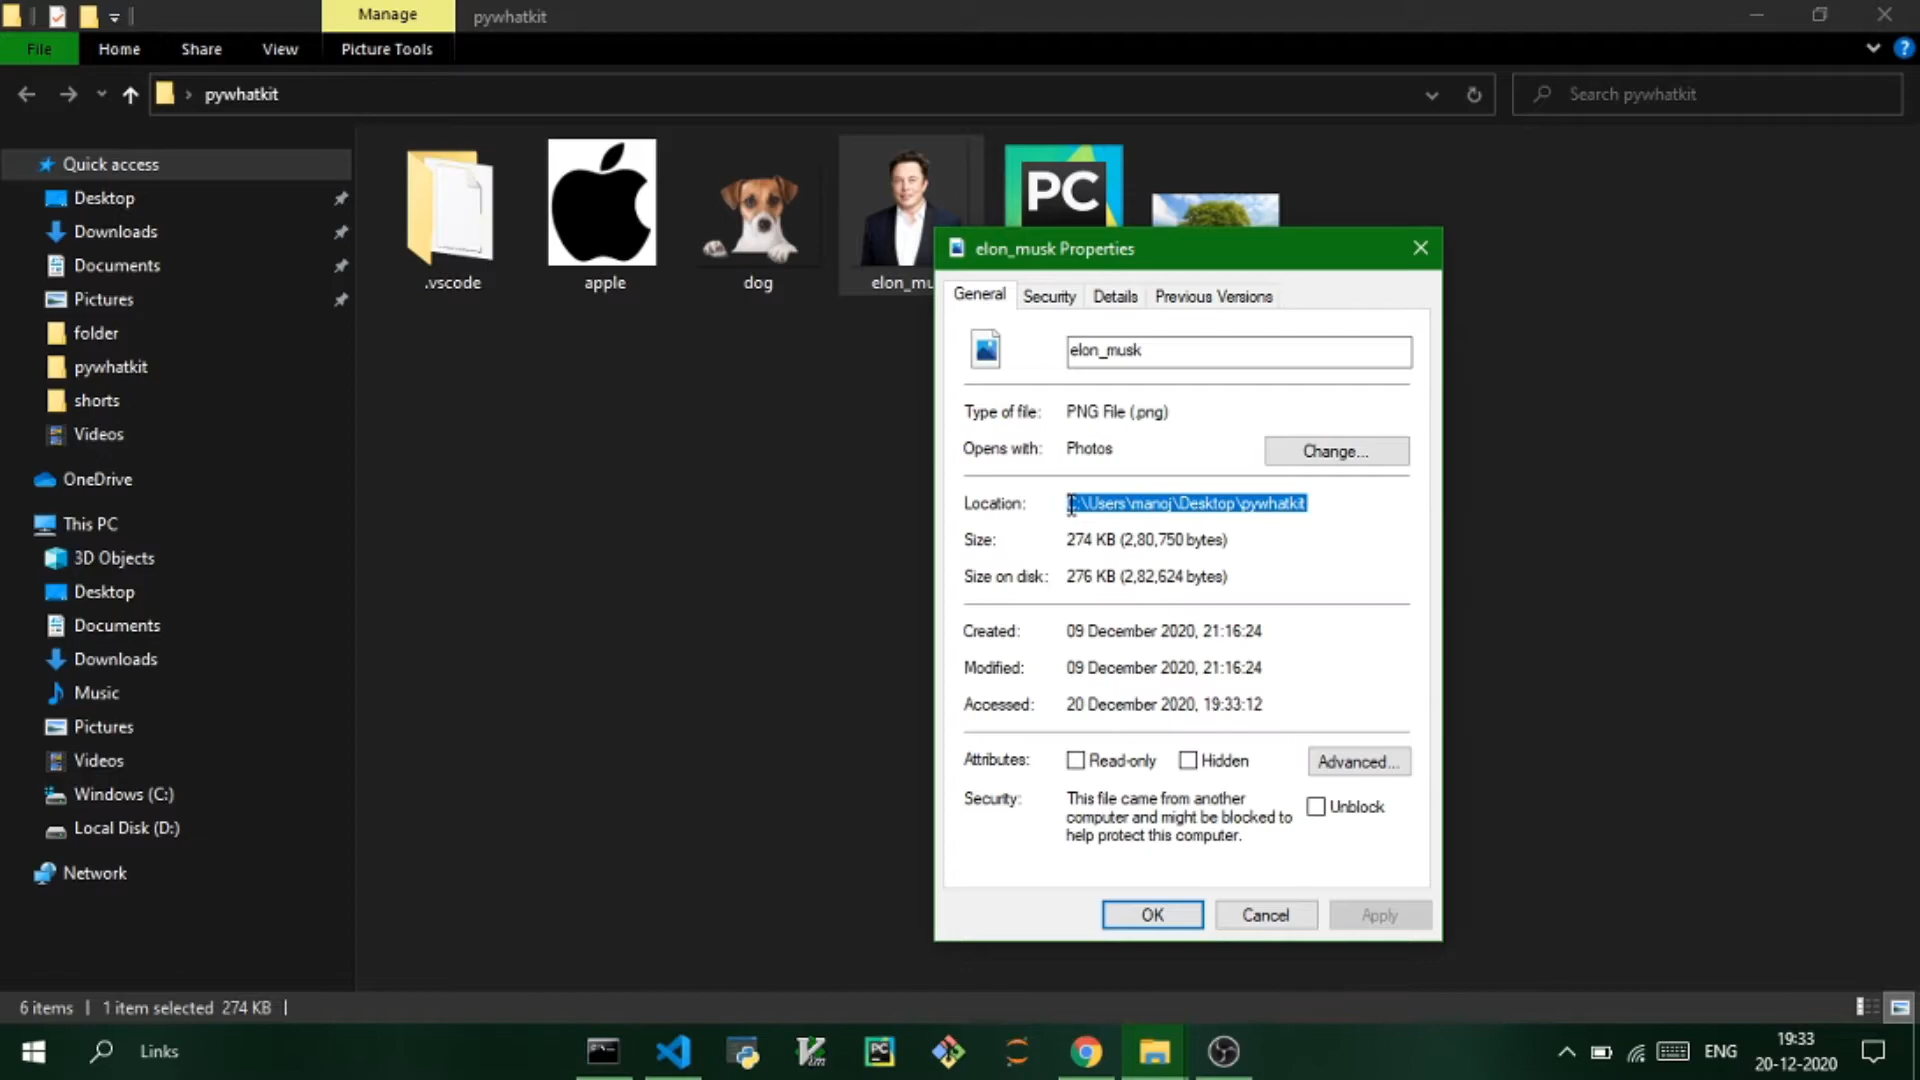 Manage
pywhatkit
File
Home
Share
View
Picture Tools
pywhatkit
Search pywhatkit
Quick access
Desktop
Downloads
Documents
Pictures
folder
pywhatkit
shorts
Videos
OneDrive
This PC
3D Objects
Desktop
Documents
Downloads
Music
Pictures
Videos
Windows (C:)
Local Disk (D:)
Network
.vscode
apple
dog
elon_mu
PC
elon_musk Properties
General
Security
Details
Previous Versions
elon_musk
Type of file: PNG File (.png)
Opens with: Photos
Change...
Location: C:\Users\manoj\Desktop\pywhatkit
Size: 274 KB (2,80,750 bytes)
Size on disk: 276 KB (2,82,624 bytes)
Created: 09 December 2020, 21:16:24
Modified: 09 December 2020, 21:16:24
Accessed: 20 December 2020, 19:33:12
Attributes: Read-only Hidden Advanced...
Security: This file came from another
computer and might be blocked to
help protect this computer.
Unblock
OK
Cancel
Apply
6 items
1 item selected 274 KB
Links
PC
ENG
19:33
20-12-2020